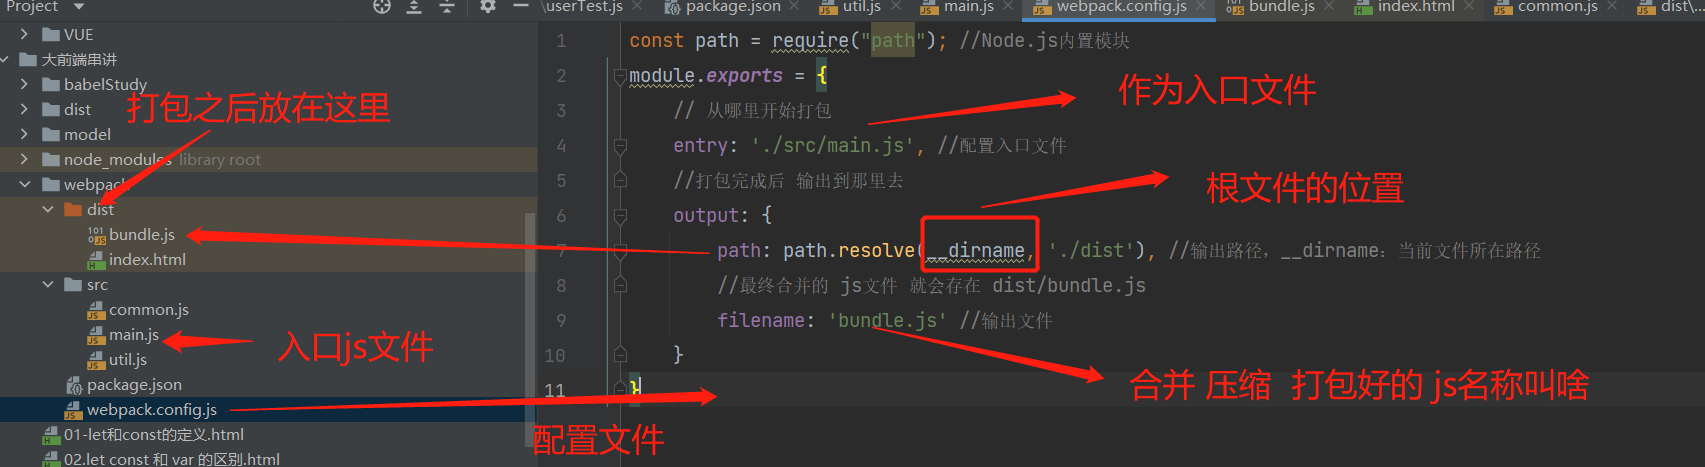 Project
\userTest.js
package.json
util.js
main.js
webpack.config.js
bundle.js
index.html
common.js
dist\...
VUE
大前端串讲
babelStudy
dist
model
node_modules library root
webpack
dist
bundle.js
index.html
src
common.js
main.js
util.js
package.json
webpack.config.js
01-let和const的定义.html
02.let const 和 var 的区别.html
打包之后放在这里
入口js文件
配置文件
1 const path = require("path"); //Node.js内置模块
2 module.exports = {
3 // 从哪里开始打包
4 entry: './src/main.js', //配置入口文件
5 //打包完成后 输出到那里去
6 output: {
7 path: path.resolve(__dirname, './dist'), //输出路径，__dirname：当前文件所在路径
8 //最终合并的 js文件 就会存在 dist/bundle.js
9 filename: 'bundle.js' //输出文件
10 }
11 }
作为入口文件
根文件的位置
合并 压缩 打包好的 js名称叫啥